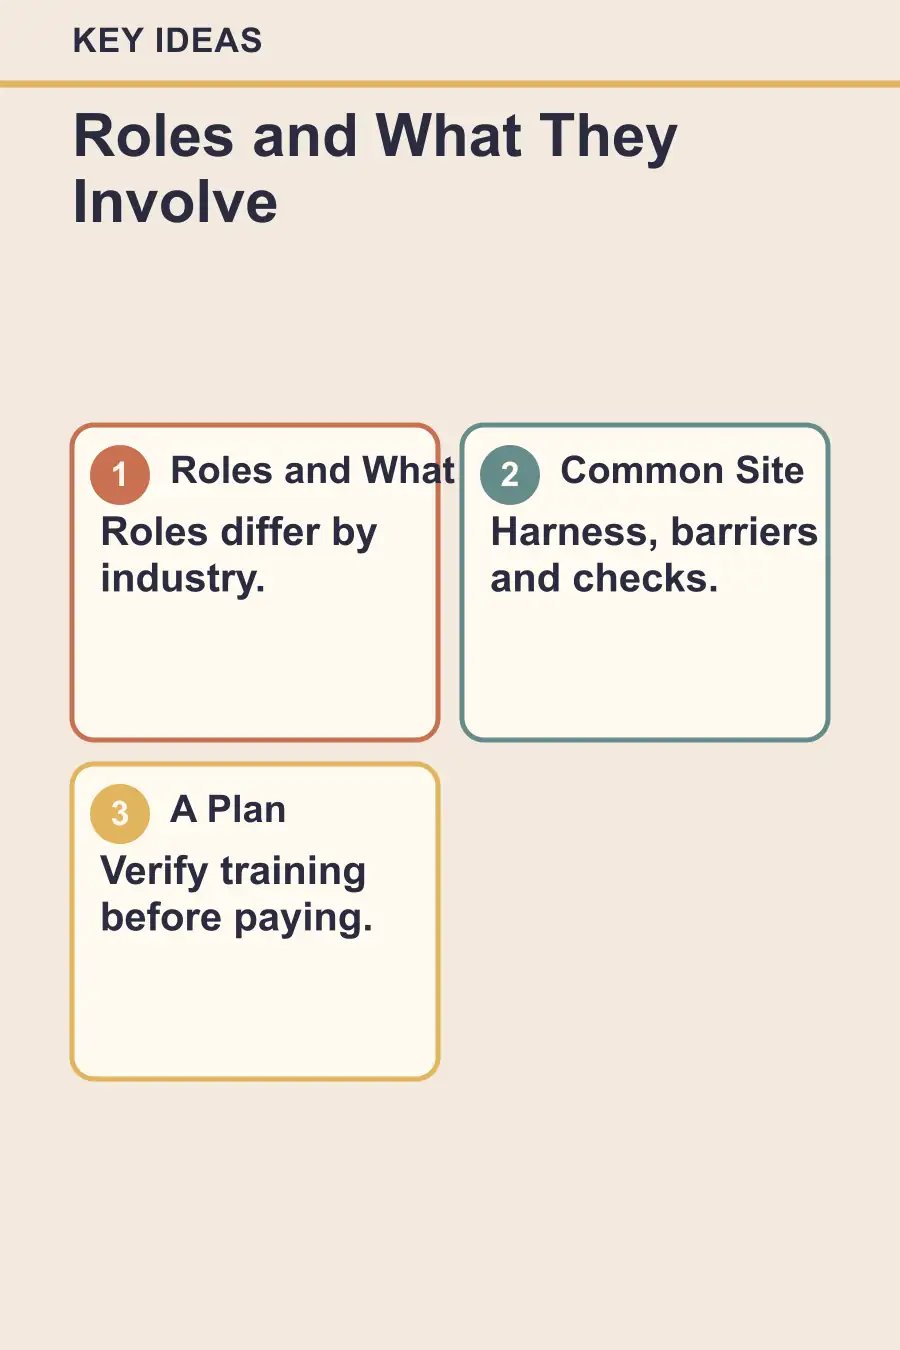 KEY IDEAS
Roles and What They
Involve
1
Roles and What
Roles differ by
industry.
2
Common Site
Harness, barriers
and checks.
3
A Plan
Verify training
before paying.